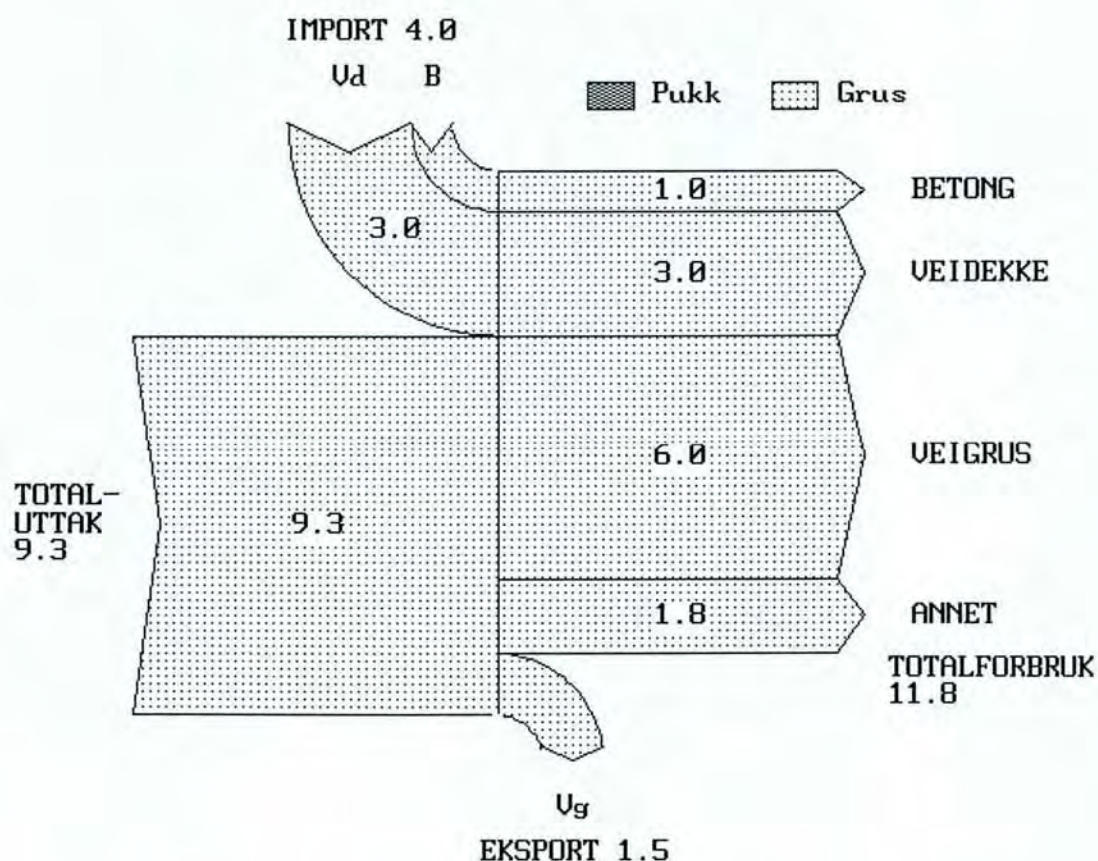 IMPORT 4.0
Vd B
Pukk Grus
1.0 BETONG
3.0
3.0 VEIDEKKE
6.0 VEIGRUS
TOTAL-
UTTAK
9.3
9.3
1.8 ANNET
TOTALFORBRUK
11.8
Vg
EKSPORT 1.5